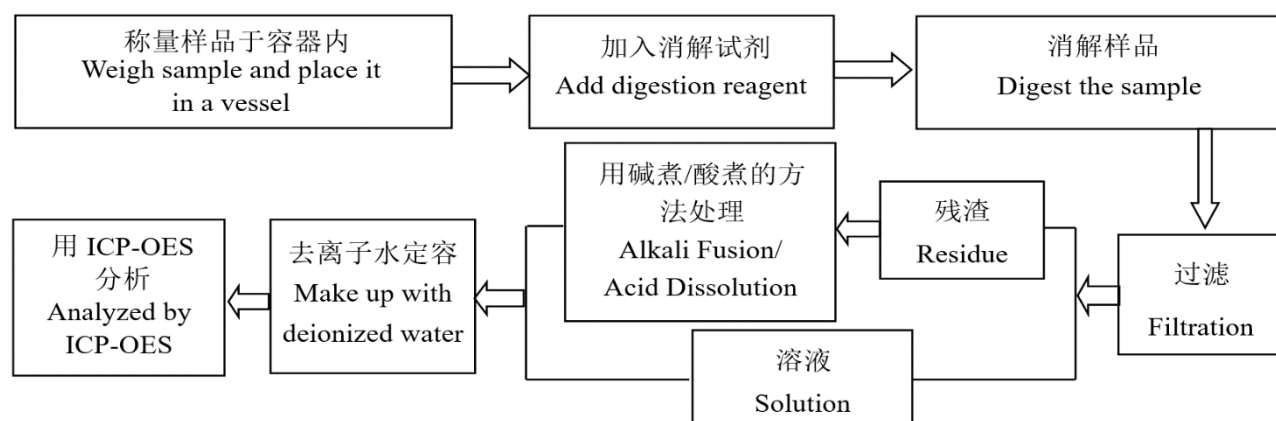 称量样品于容器内
Weigh sample and place it
in a vessel
加入消解试剂
Add digestion reagent
消解样品
Digest the sample
过滤
Filtration
残渣
Residue
用碱煮/酸煮的方
法处理
Alkali Fusion/
Acid Dissolution
溶液
Solution
去离子水定容
Make up with
deionized water
用 ICP-OES
分析
Analyzed by
ICP-OES